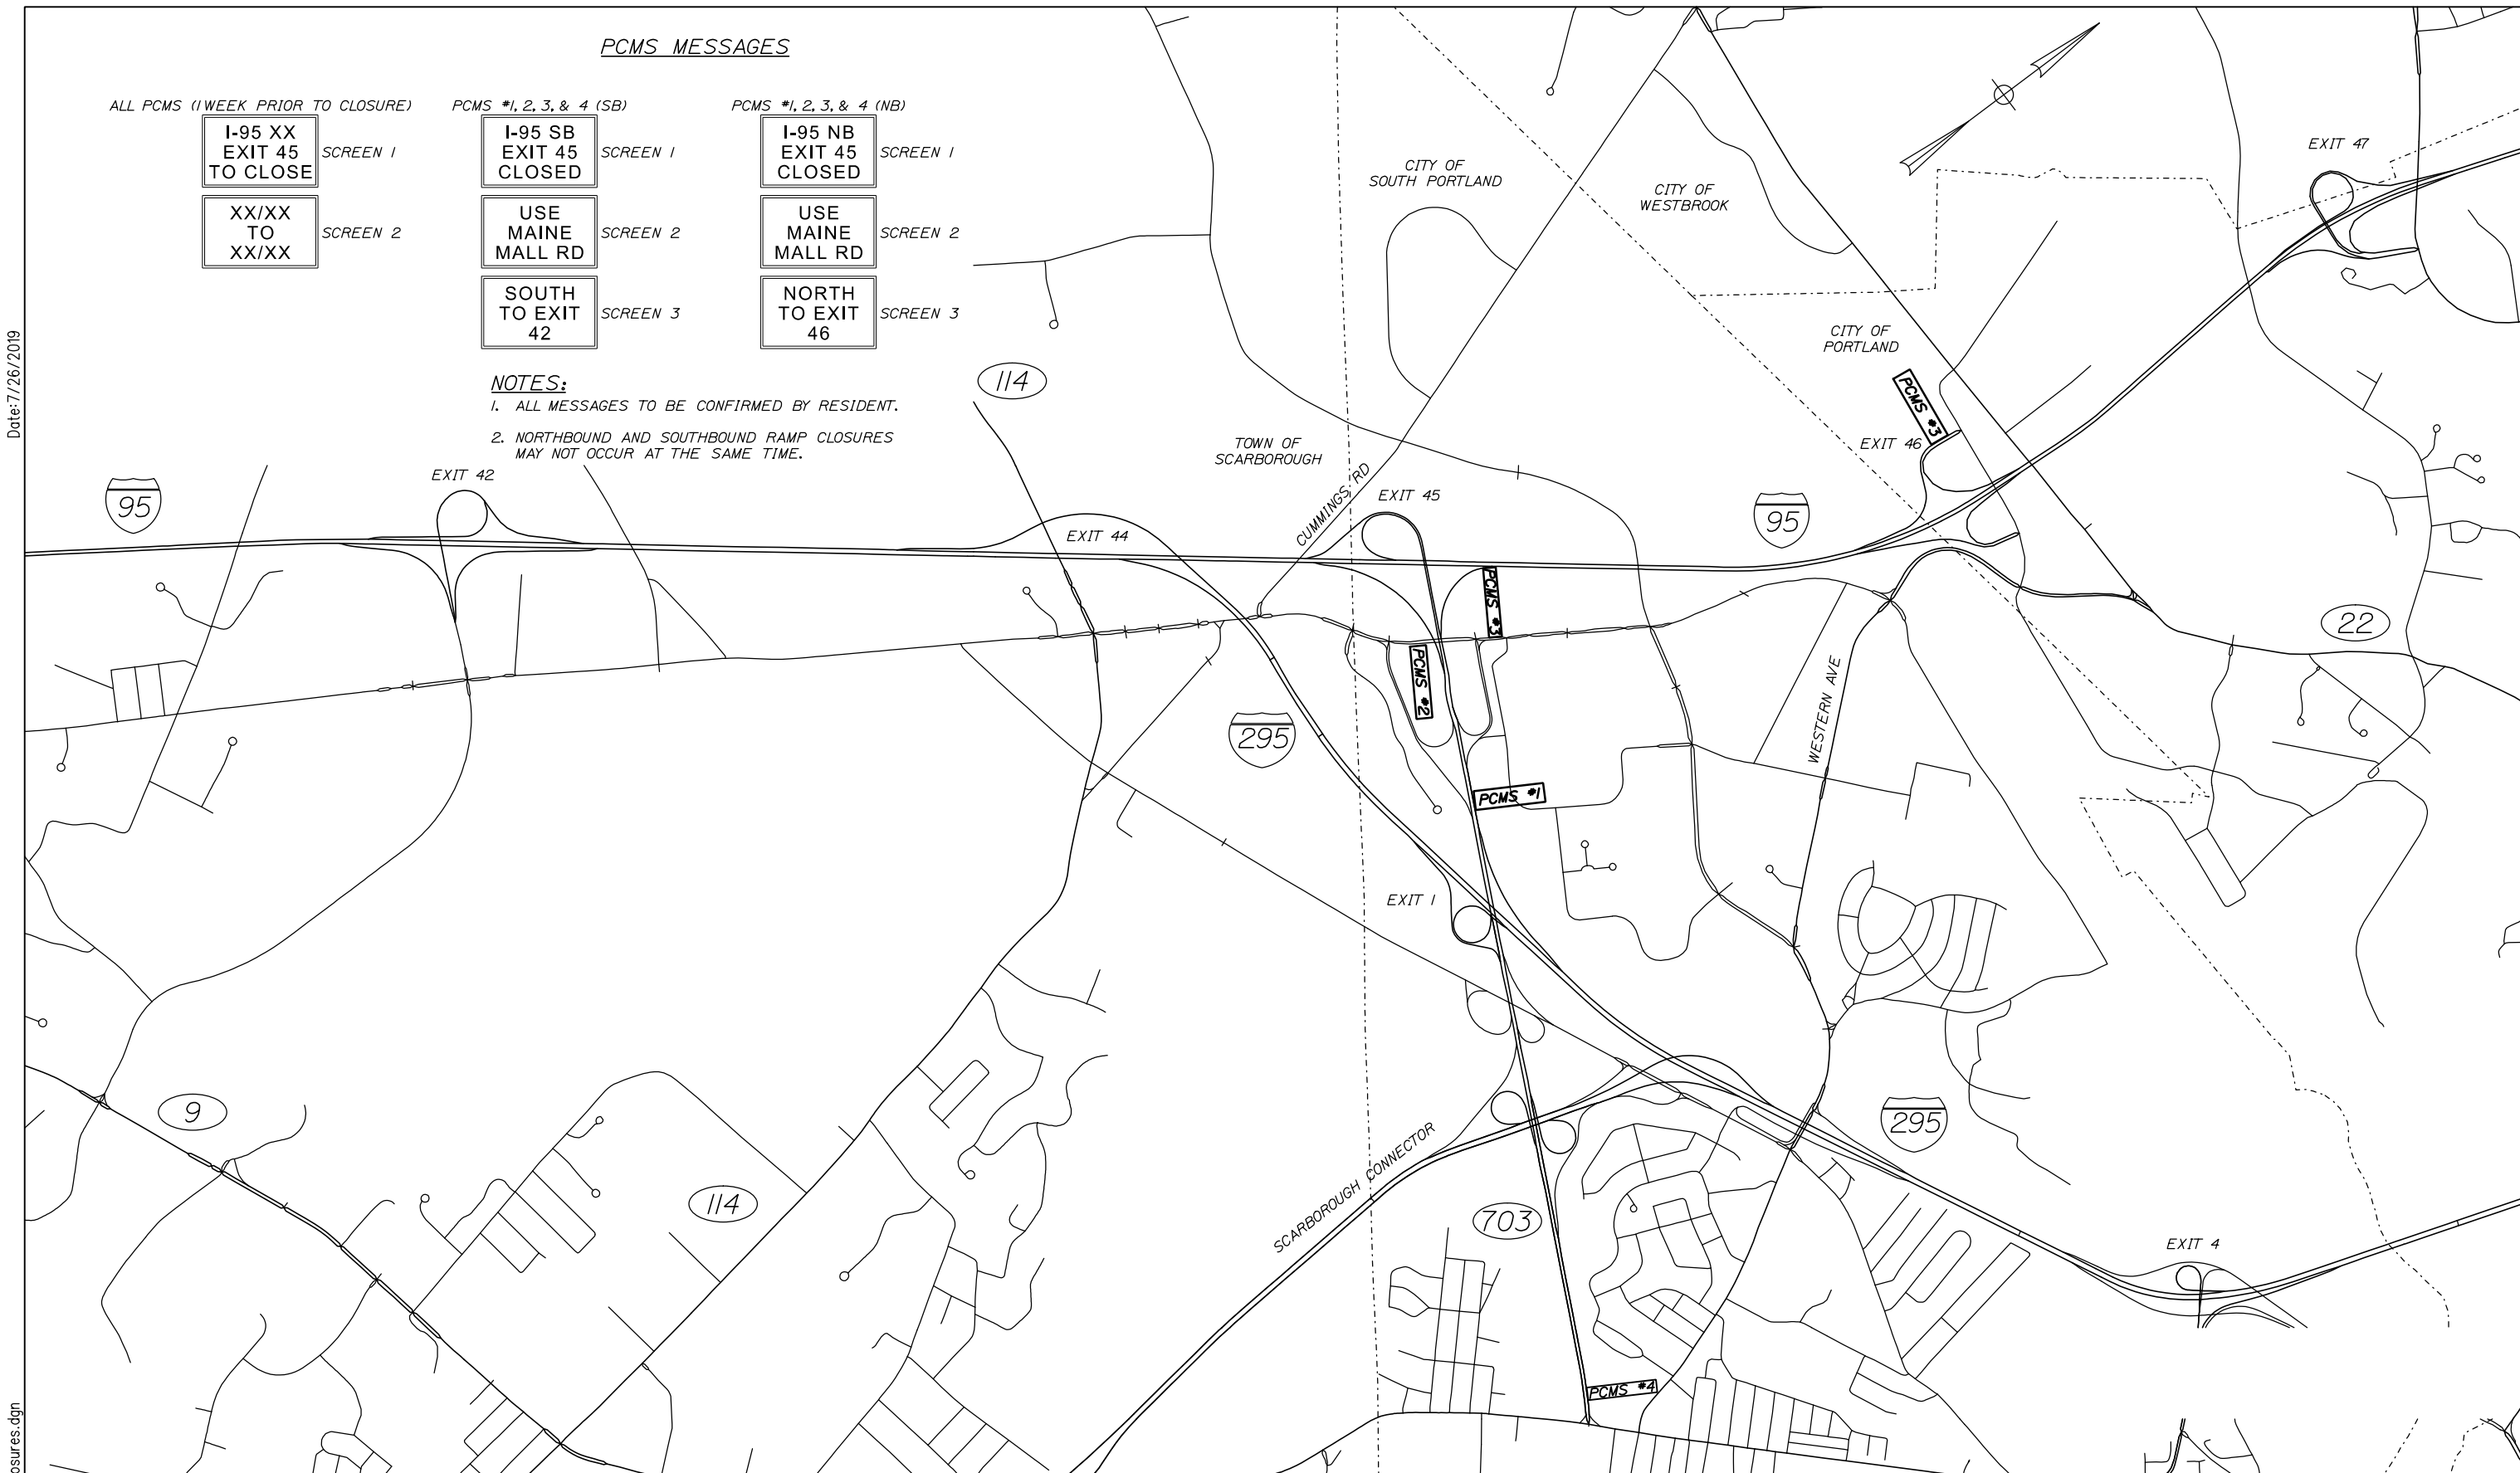 PCMS MESSAGES
ALL PCMS (1 WEEK PRIOR TO CLOSURE)
I-95 XX
EXIT 45
TO CLOSE
SCREEN 1
XX/XX
TO
XX/XX
SCREEN 2
PCMS #1, 2, 3, & 4 (SB)
I-95 SB
EXIT 45
CLOSED
SCREEN 1
USE
MAINE
MALL RD
SCREEN 2
SOUTH
TO EXIT
42
SCREEN 3
PCMS #1, 2, 3, & 4 (NB)
I-95 NB
EXIT 45
CLOSED
SCREEN 1
USE
MAINE
MALL RD
SCREEN 2
NORTH
TO EXIT
46
SCREEN 3
NOTES:
1. ALL MESSAGES TO BE CONFIRMED BY RESIDENT.
2. NORTHBOUND AND SOUTHBOUND RAMP CLOSURES
MAY NOT OCCUR AT THE SAME TIME.
Date:7/26/2019
osures.dgn
CITY OF
SOUTH PORTLAND
CITY OF
WESTBROOK
EXIT 47
CITY OF
PORTLAND
114
PCMS #3
EXIT 46
TOWN OF
SCARBOROUGH
CUMMINGS RD
EXIT 42
95
EXIT 45
EXIT 44
95
PCMS #3
22
PCMS #2
WESTERN AVE
295
PCMS #1
EXIT 1
9
295
SCARBOROUGH CONNECTOR
114
703
EXIT 4
PCMS #4